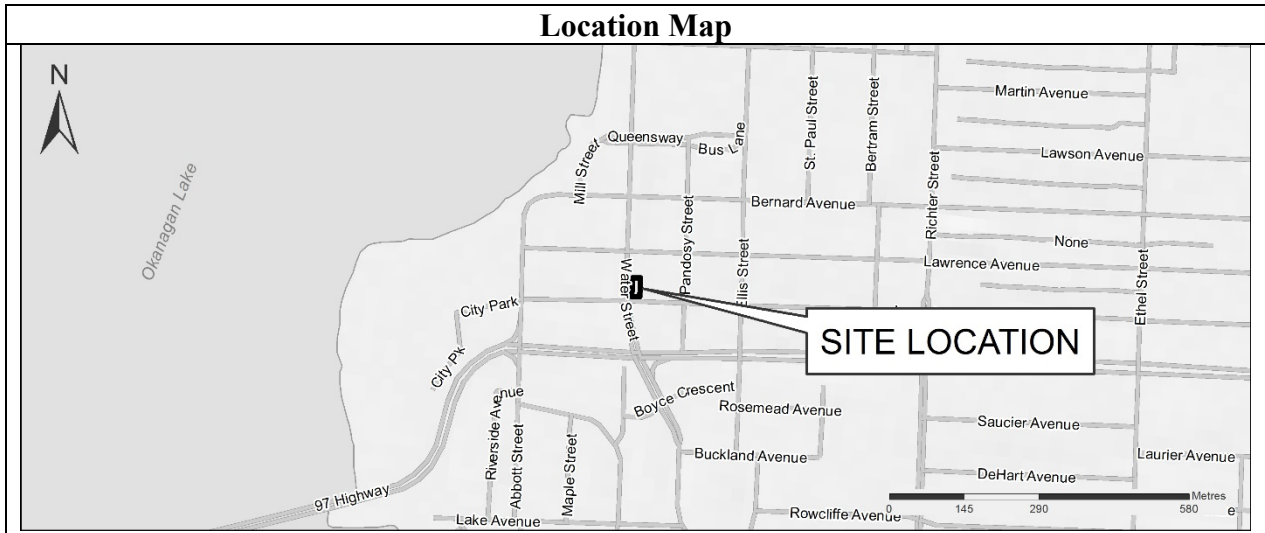 Location Map
N
Okanagan Lake
Mill Street
Queensway
Bus Lane
St. Paul Street
Bertram Street
Richter Street
Martin Avenue
Lawson Avenue
Bernard Avenue
Pandosy Street
Ellis Street
None
Lawrence Avenue
Ethel Street
Water Street
City Park
City Pk
SITE LOCATION
97 Highway
Riverside Avenue
Abbott Street
Maple Street
Boyce Crescent
Rosemead Avenue
Buckland Avenue
Saucier Avenue
Laurier Avenue
DeHart Avenue
Lake Avenue
Rowcliffe Avenue
Metres
0 145 290 580